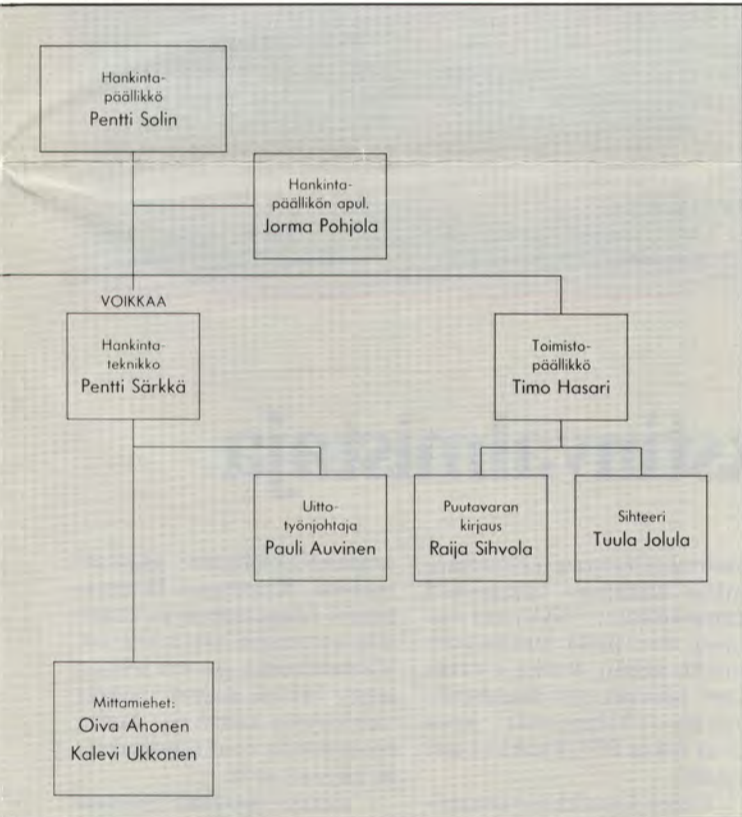 Hankinta-
päällikkö
Pentti Solin
Hankinta-
päällikön apul.
Jorma Pohjola
VOIKKAA
Hankinta-
teknikko
Pentti Särkkä
Toimisto-
päällikkö
Timo Hasari
Uitto-
työnjohtaja
Pauli Auvinen
Puutavaran
kirjaus
Raija Sihvola
Sihteeri
Tuula Jolula
Mittamiehet:
Oiva Ahonen
Kalevi Ukkonen